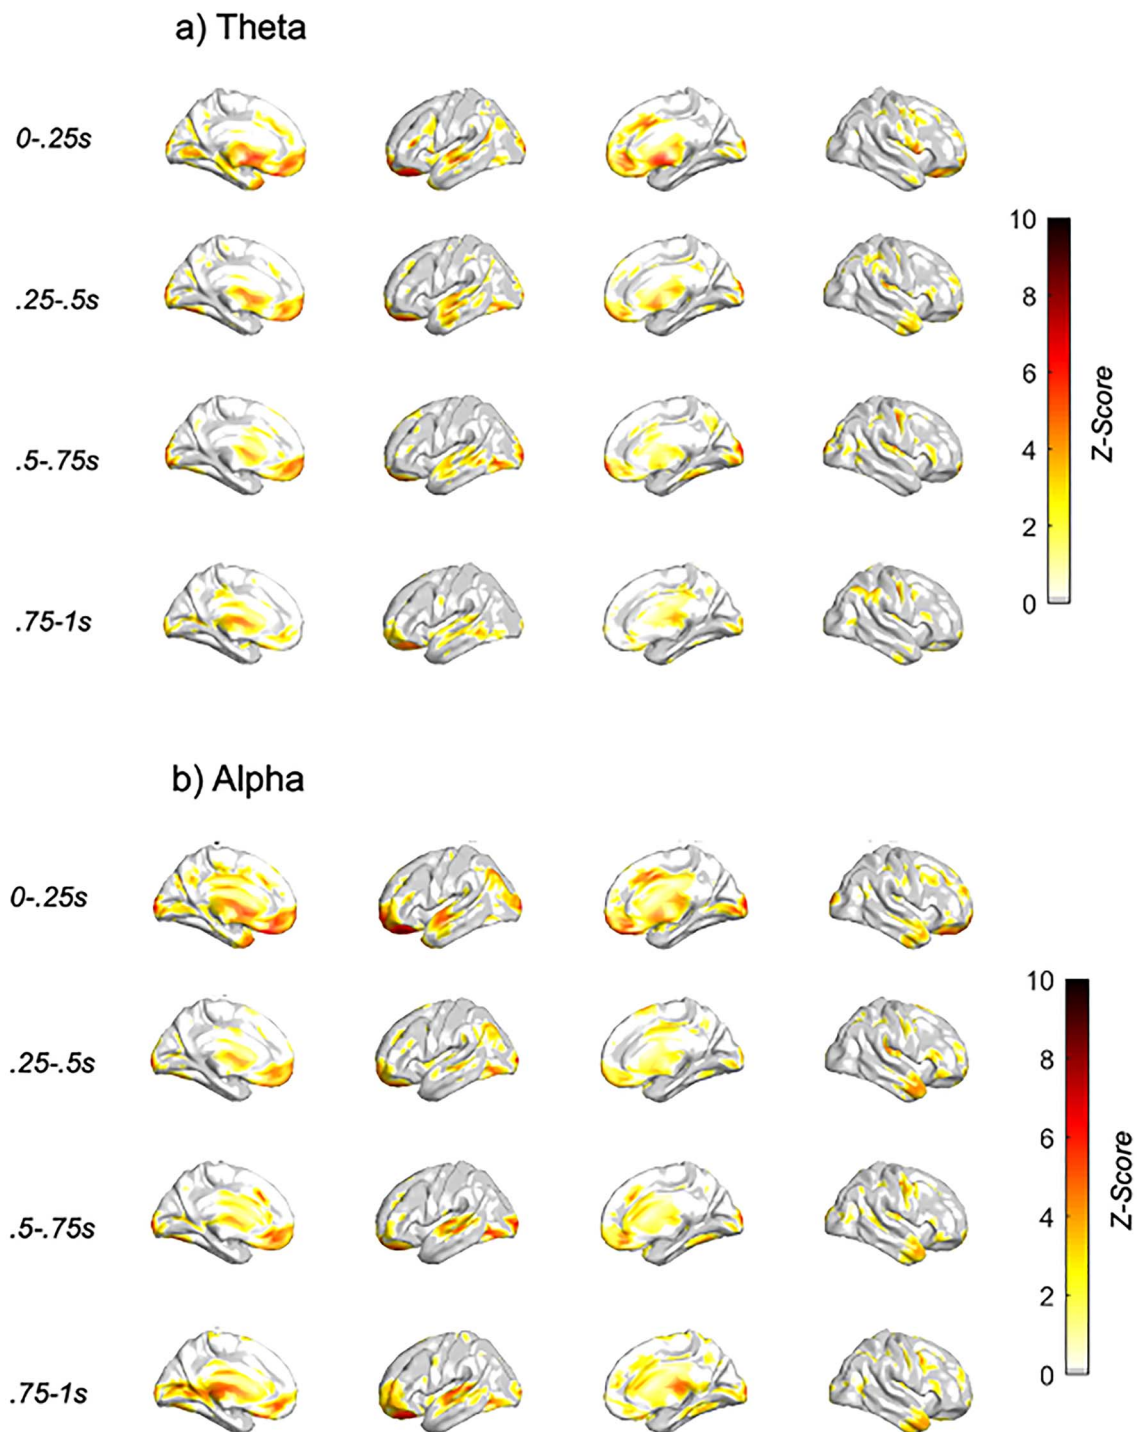 a) Theta
0-.25s
.25-.5s
.5-.75s
.75-1s
10
8
6
4
2
0
Z-Score
b) Alpha
0-.25s
.25-.5s
.5-.75s
.75-1s
10
8
6
4
2
0
Z-Score